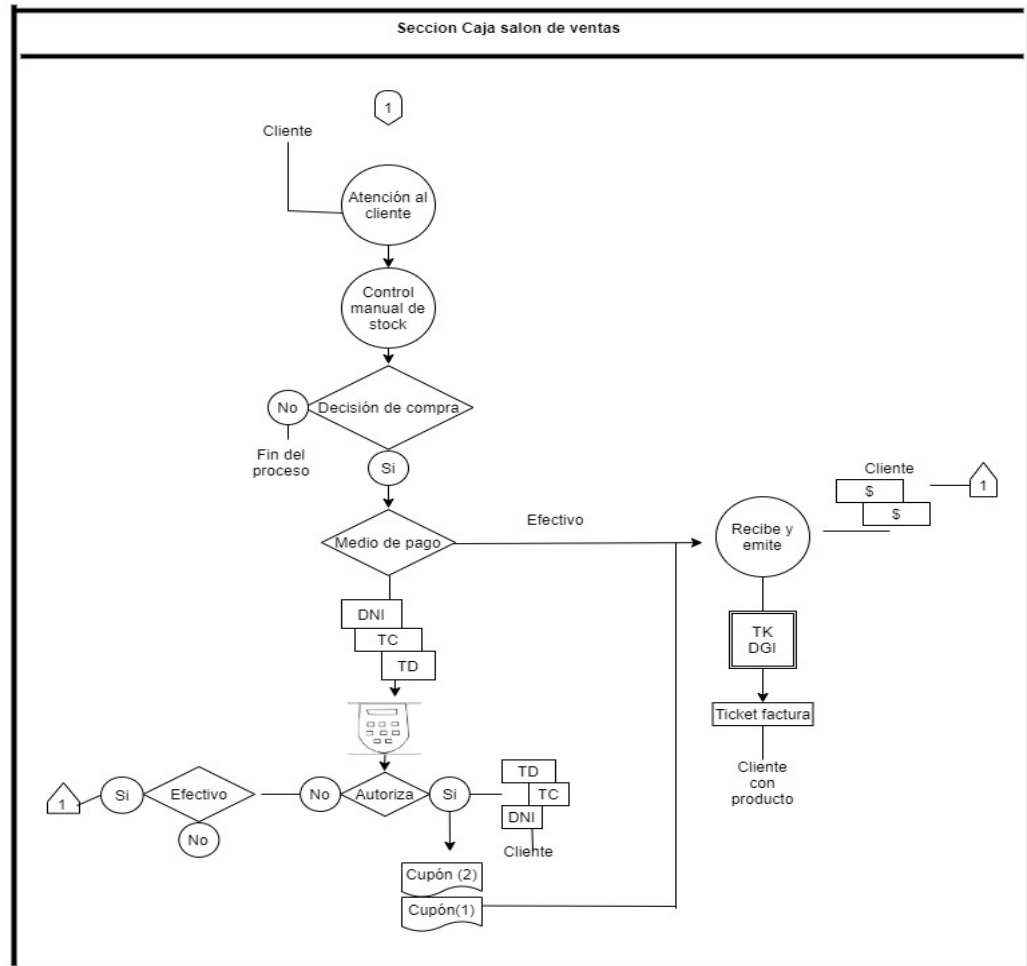 Seccion Caja salon de ventas
1
Cliente
Atención al
cliente
Control
manual de
stock
No
Decisión de compra
Fin del
proceso
Si
Medio de pago
Efectivo
Recibe y
emite
Cliente
$
$
1
DNI
TC
TD
TK
DGI
Ticket factura
Cliente
con
producto
1
Si
Efectivo
No
No
Autoriza
Si
TD
TC
DNI
Cliente
Cupón (2)
Cupón(1)